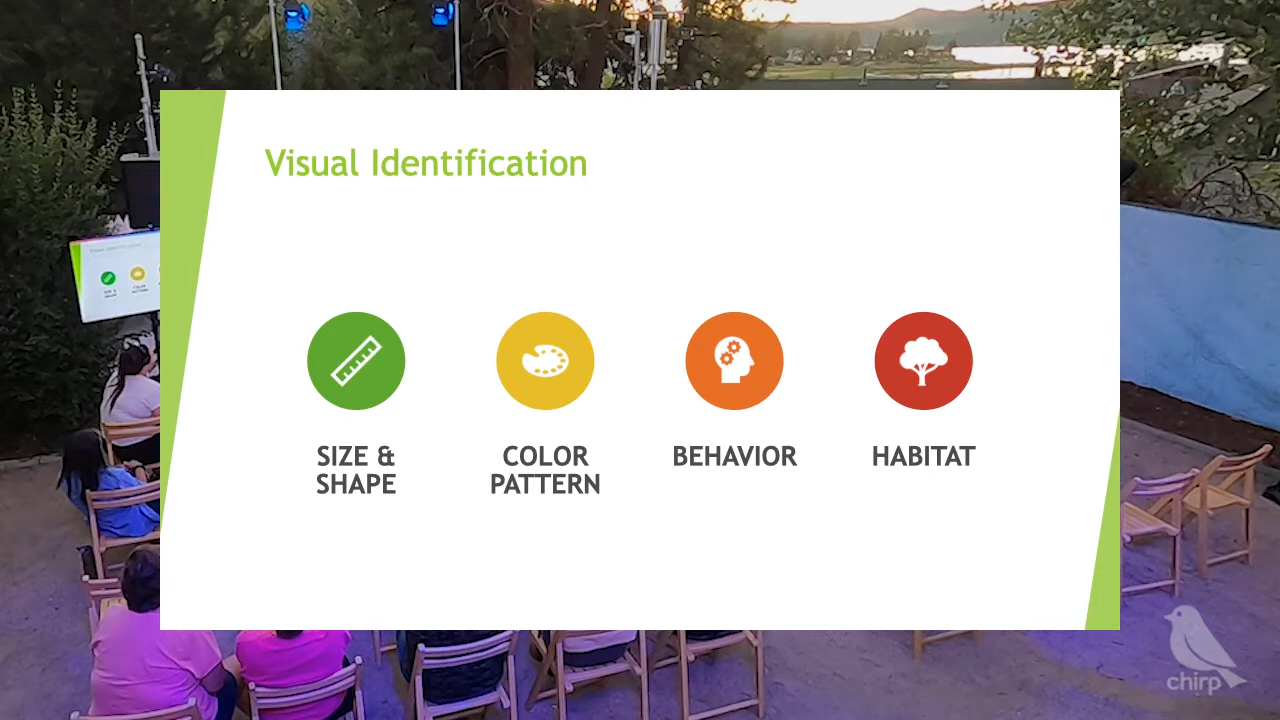 Visual Identification
SIZE &
SHAPE
COLOR
PATTERN
BEHAVIOR
HABITAT
chirp